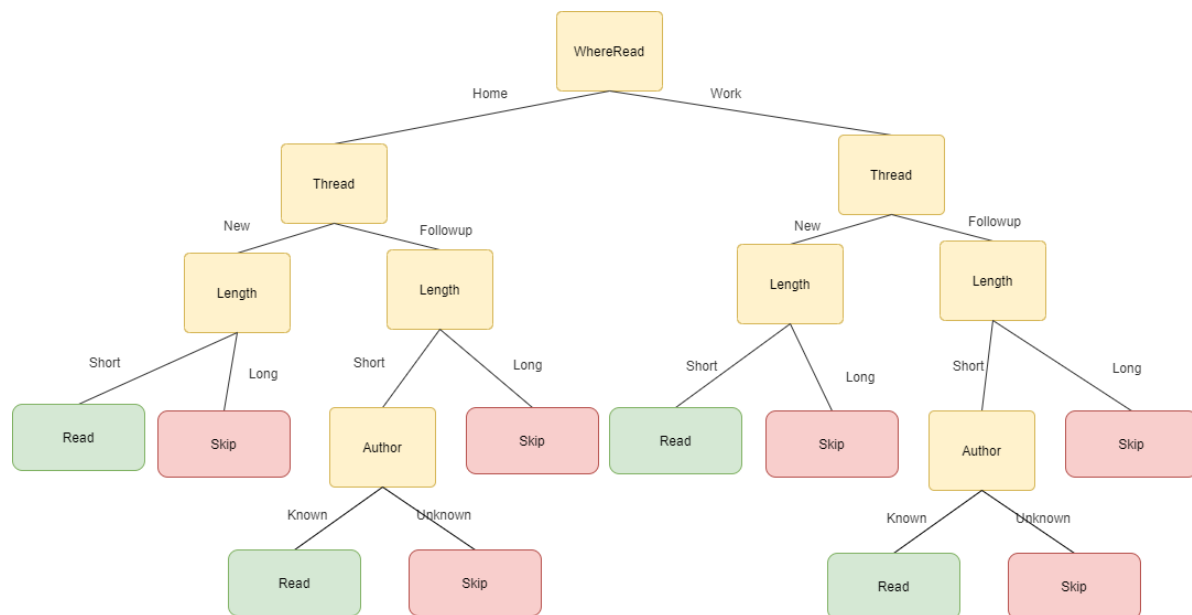 WhereRead
Home
Work
Thread
Thread
New
Followup
New
Followup
Length
Length
Length
Length
Short
Long
Short
Long
Short
Long
Short
Long
Read
Skip
Author
Skip
Read
Skip
Author
Skip
Known
Unknown
Known
Unknown
Read
Skip
Read
Skip